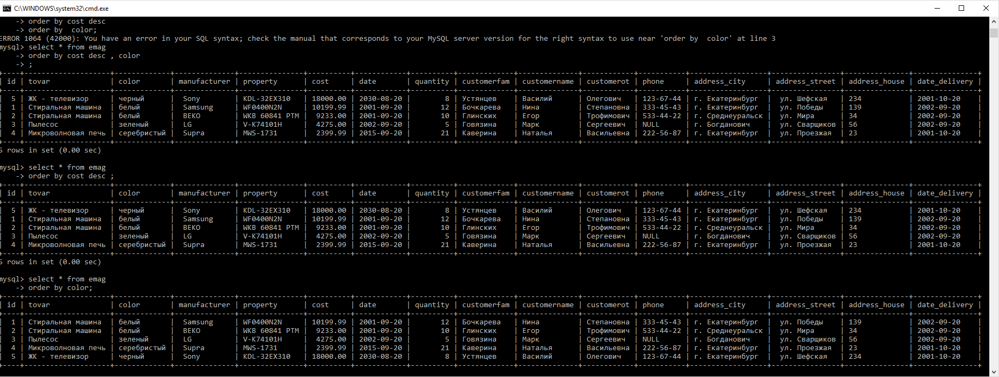 C:\WINDOWS\system32\cmd.exe
-> order by cost desc
-> order by  color;
ERROR 1064 (42000): You have an error in your SQL syntax; check the manual that corresponds to your MySQL server version for the right syntax to use near 'order by  color' at line 3
mysql> select * from emag
-> order by cost desc , color
-> ;
| id | tovar | color | manufacturer | property | cost | date | quantity | customerfam | customername | customerot | phone | address_city | address_street | address_house | date_delivery |
| 5 | ЖК - телевизор | черный | Sony | KDL-32EX310 | 18000.00 | 2030-08-20 | 8 | Устянцев | Василий | Олегович | 123-67-44 | г. Екатеринбург | ул. Шефская | 234 | 2001-10-20 |
| 1 | Стиральная машина | белый | Samsung | WF0400N2N | 10199.99 | 2001-09-20 | 12 | Бочкарева | Нина | Степановна | 333-45-43 | г. Екатеринбург | ул. Победы | 139 | 2002-09-20 |
| 2 | Стиральная машина | белый | BEKO | WKB 60841 PTM | 9233.00 | 2001-09-20 | 10 | Глинских | Егор | Трофимович | 533-44-22 | г. Среднеуральск | ул. Мира | 34 | 2002-09-20 |
| 3 | Пылесос | зеленый | LG | V-K74101H | 4275.00 | 2002-09-20 | 5 | Говязина | Марк | Сергеевич | NULL | г. Богданович | ул. Сварщиков | 56 | 2002-09-20 |
| 4 | Микроволновая печь | серебристый | Supra | MWS-1731 | 2399.99 | 2015-09-20 | 21 | Каверина | Наталья | Васильевна | 222-56-87 | г. Екатеринбург | ул. Проезжая | 23 | 2001-10-20 |
5 rows in set (0.00 sec)
mysql> select * from emag
-> order by cost desc ;
| id | tovar | color | manufacturer | property | cost | date | quantity | customerfam | customername | customerot | phone | address_city | address_street | address_house | date_delivery |
| 5 | ЖК - телевизор | черный | Sony | KDL-32EX310 | 18000.00 | 2030-08-20 | 8 | Устянцев | Василий | Олегович | 123-67-44 | г. Екатеринбург | ул. Шефская | 234 | 2001-10-20 |
| 1 | Стиральная машина | белый | Samsung | WF0400N2N | 10199.99 | 2001-09-20 | 12 | Бочкарева | Нина | Степановна | 333-45-43 | г. Екатеринбург | ул. Победы | 139 | 2002-09-20 |
| 2 | Стиральная машина | белый | BEKO | WKB 60841 PTM | 9233.00 | 2001-09-20 | 10 | Глинских | Егор | Трофимович | 533-44-22 | г. Среднеуральск | ул. Мира | 34 | 2002-09-20 |
| 3 | Пылесос | зеленый | LG | V-K74101H | 4275.00 | 2002-09-20 | 5 | Говязина | Марк | Сергеевич | NULL | г. Богданович | ул. Сварщиков | 56 | 2002-09-20 |
| 4 | Микроволновая печь | серебристый | Supra | MWS-1731 | 2399.99 | 2015-09-20 | 21 | Каверина | Наталья | Васильевна | 222-56-87 | г. Екатеринбург | ул. Проезжая | 23 | 2001-10-20 |
5 rows in set (0.00 sec)
mysql> select * from emag
-> order by color;
| id | tovar | color | manufacturer | property | cost | date | quantity | customerfam | customername | customerot | phone | address_city | address_street | address_house | date_delivery |
| 1 | Стиральная машина | белый | Samsung | WF0400N2N | 10199.99 | 2001-09-20 | 12 | Бочкарева | Нина | Степановна | 333-45-43 | г. Екатеринбург | ул. Победы | 139 | 2002-09-20 |
| 2 | Стиральная машина | белый | BEKO | WKB 60841 PTM | 9233.00 | 2001-09-20 | 10 | Глинских | Егор | Трофимович | 533-44-22 | г. Среднеуральск | ул. Мира | 34 | 2002-09-20 |
| 3 | Пылесос | зеленый | LG | V-K74101H | 4275.00 | 2002-09-20 | 5 | Говязина | Марк | Сергеевич | NULL | г. Богданович | ул. Сварщиков | 56 | 2002-09-20 |
| 4 | Микроволновая печь | серебристый | Supra | MWS-1731 | 2399.99 | 2015-09-20 | 21 | Каверина | Наталья | Васильевна | 222-56-87 | г. Екатеринбург | ул. Проезжая | 23 | 2001-10-20 |
| 5 | ЖК - телевизор | черный | Sony | KDL-32EX310 | 18000.00 | 2030-08-20 | 8 | Устянцев | Василий | Олегович | 123-67-44 | г. Екатеринбург | ул. Шефская | 234 | 2001-10-20 |